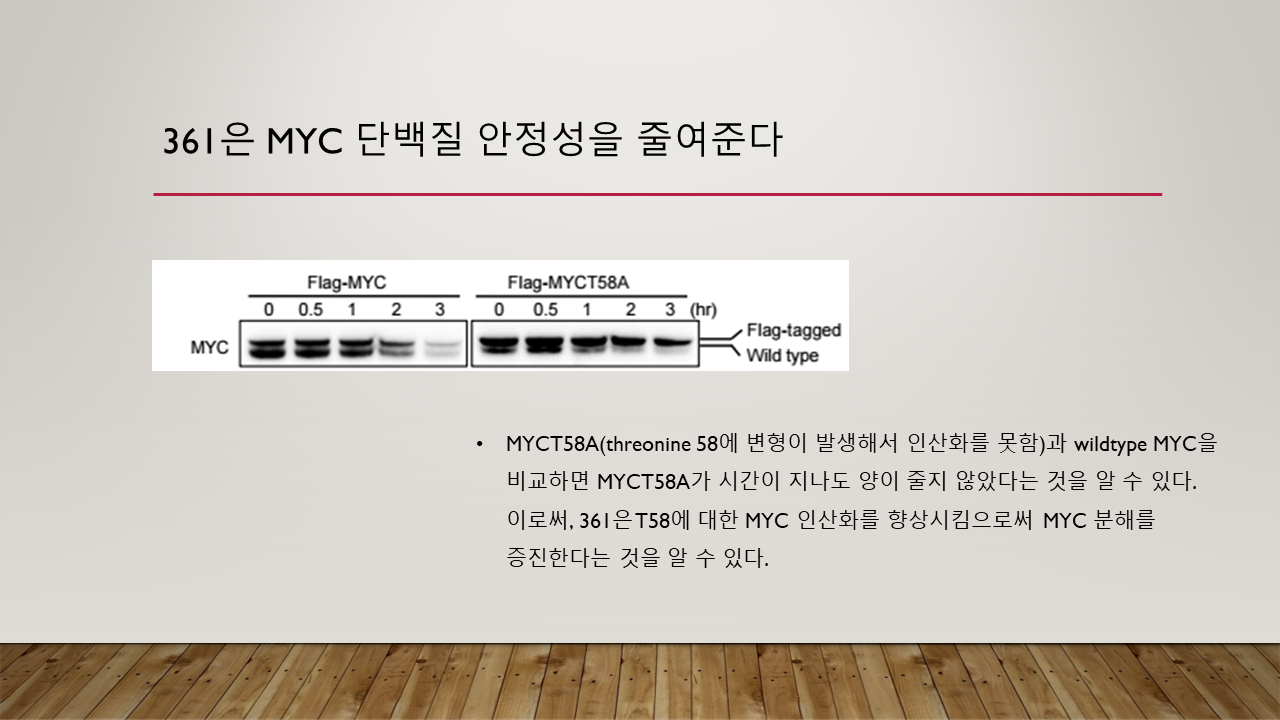 361은 MYC 단백질 안정성을 줄여준다
Flag-MYC Flag-MYCT58A
0 0.5 1 2 3 0 0.5 1 2 3 (hr)
Flag-tagged
MYC
Wild type
• MYCT58A(threonine 58에 변형이 발생해서 인산화를 못함)과 wildtype MYC을
비교하면 MYCT58A가 시간이 지나도 양이 줄지 않았다는 것을 알 수 있다.
이로써, 361은 T58에 대한 MYC 인산화를 향상시킴으로써 MYC 분해를
증진한다는 것을 알 수 있다.